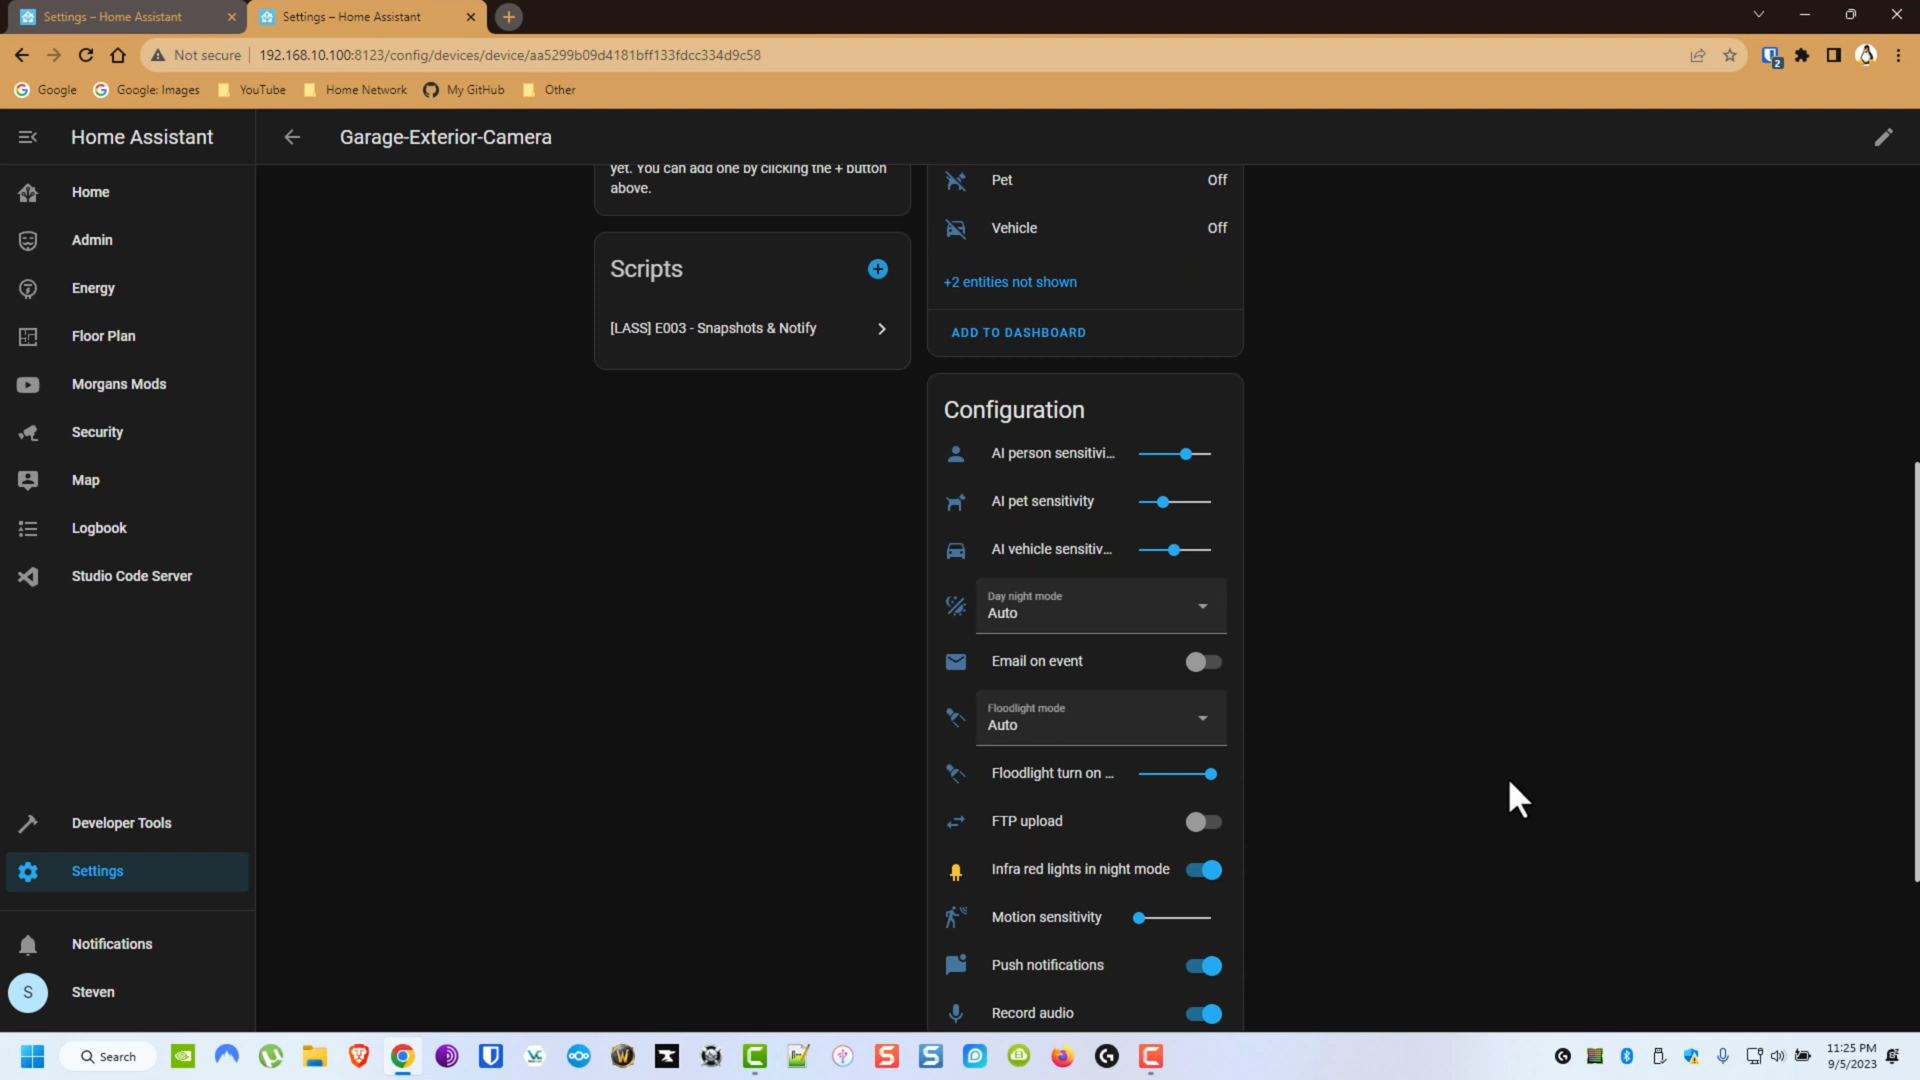 Settings – Home Assistant
Settings – Home Assistant
Not secure
192.168.10.100:8123/config/devices/device/aa5299b09d4181bff133fdcc334d9c58
2
Google
Google: Images
YouTube
Home Network
My GitHub
Other
Home Assistant
Garage-Exterior-Camera
Home
Admin
Energy
Floor Plan
Morgans Mods
Security
Map
Logbook
Studio Code Server
Developer Tools
Settings
Notifications
S
Steven
yet. You can add one by clicking the + button
above.
Scripts
[LASS] E003 - Snapshots & Notify
Pet
Off
Vehicle
Off
+2 entities not shown
ADD TO DASHBOARD
Configuration
AI person sensitivi...
AI pet sensitivity
AI vehicle sensitiv...
Day night mode
Auto
Email on event
Floodlight mode
Auto
Floodlight turn on ...
FTP upload
Infra red lights in night mode
Motion sensitivity
Push notifications
Record audio
Search
11:25 PM
9/5/2023